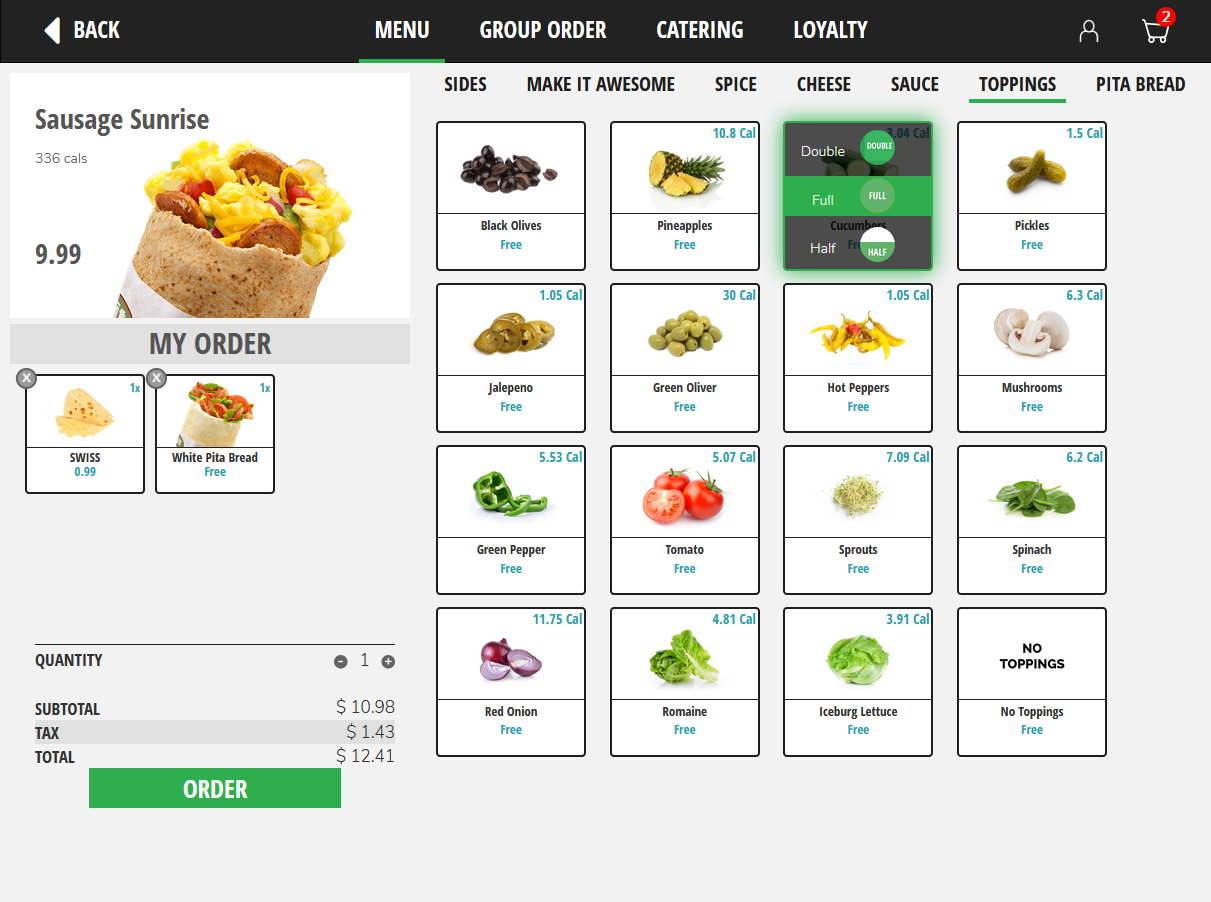 BACK
MENU
GROUP ORDER
CATERING
LOYALTY
2
Sausage Sunrise
336 cals
9.99
MY ORDER
X
1x
SWISS
0.99
X
1x
White Pita Bread
Free
QUANTITY
- 1 +
SUBTOTAL $ 10.98
TAX $ 1.43
TOTAL $ 12.41
ORDER
SIDES
MAKE IT AWESOME
SPICE
CHEESE
SAUCE
TOPPINGS
PITA BREAD
Black Olives
Free
10.8 Cal
Pineapples
Free
3.04 Cal
Double
DOUBLE
Full
FULL
Cucumbers
Half
HALF
1.5 Cal
Pickles
Free
1.05 Cal
Jalepeno
Free
30 Cal
Green Oliver
Free
1.05 Cal
Hot Peppers
Free
6.3 Cal
Mushrooms
Free
5.53 Cal
Green Pepper
Free
5.07 Cal
Tomato
Free
7.09 Cal
Sprouts
Free
6.2 Cal
Spinach
Free
11.75 Cal
Red Onion
Free
4.81 Cal
Romaine
Free
3.91 Cal
Iceburg Lettuce
Free
NO
TOPPINGS
No Toppings
Free